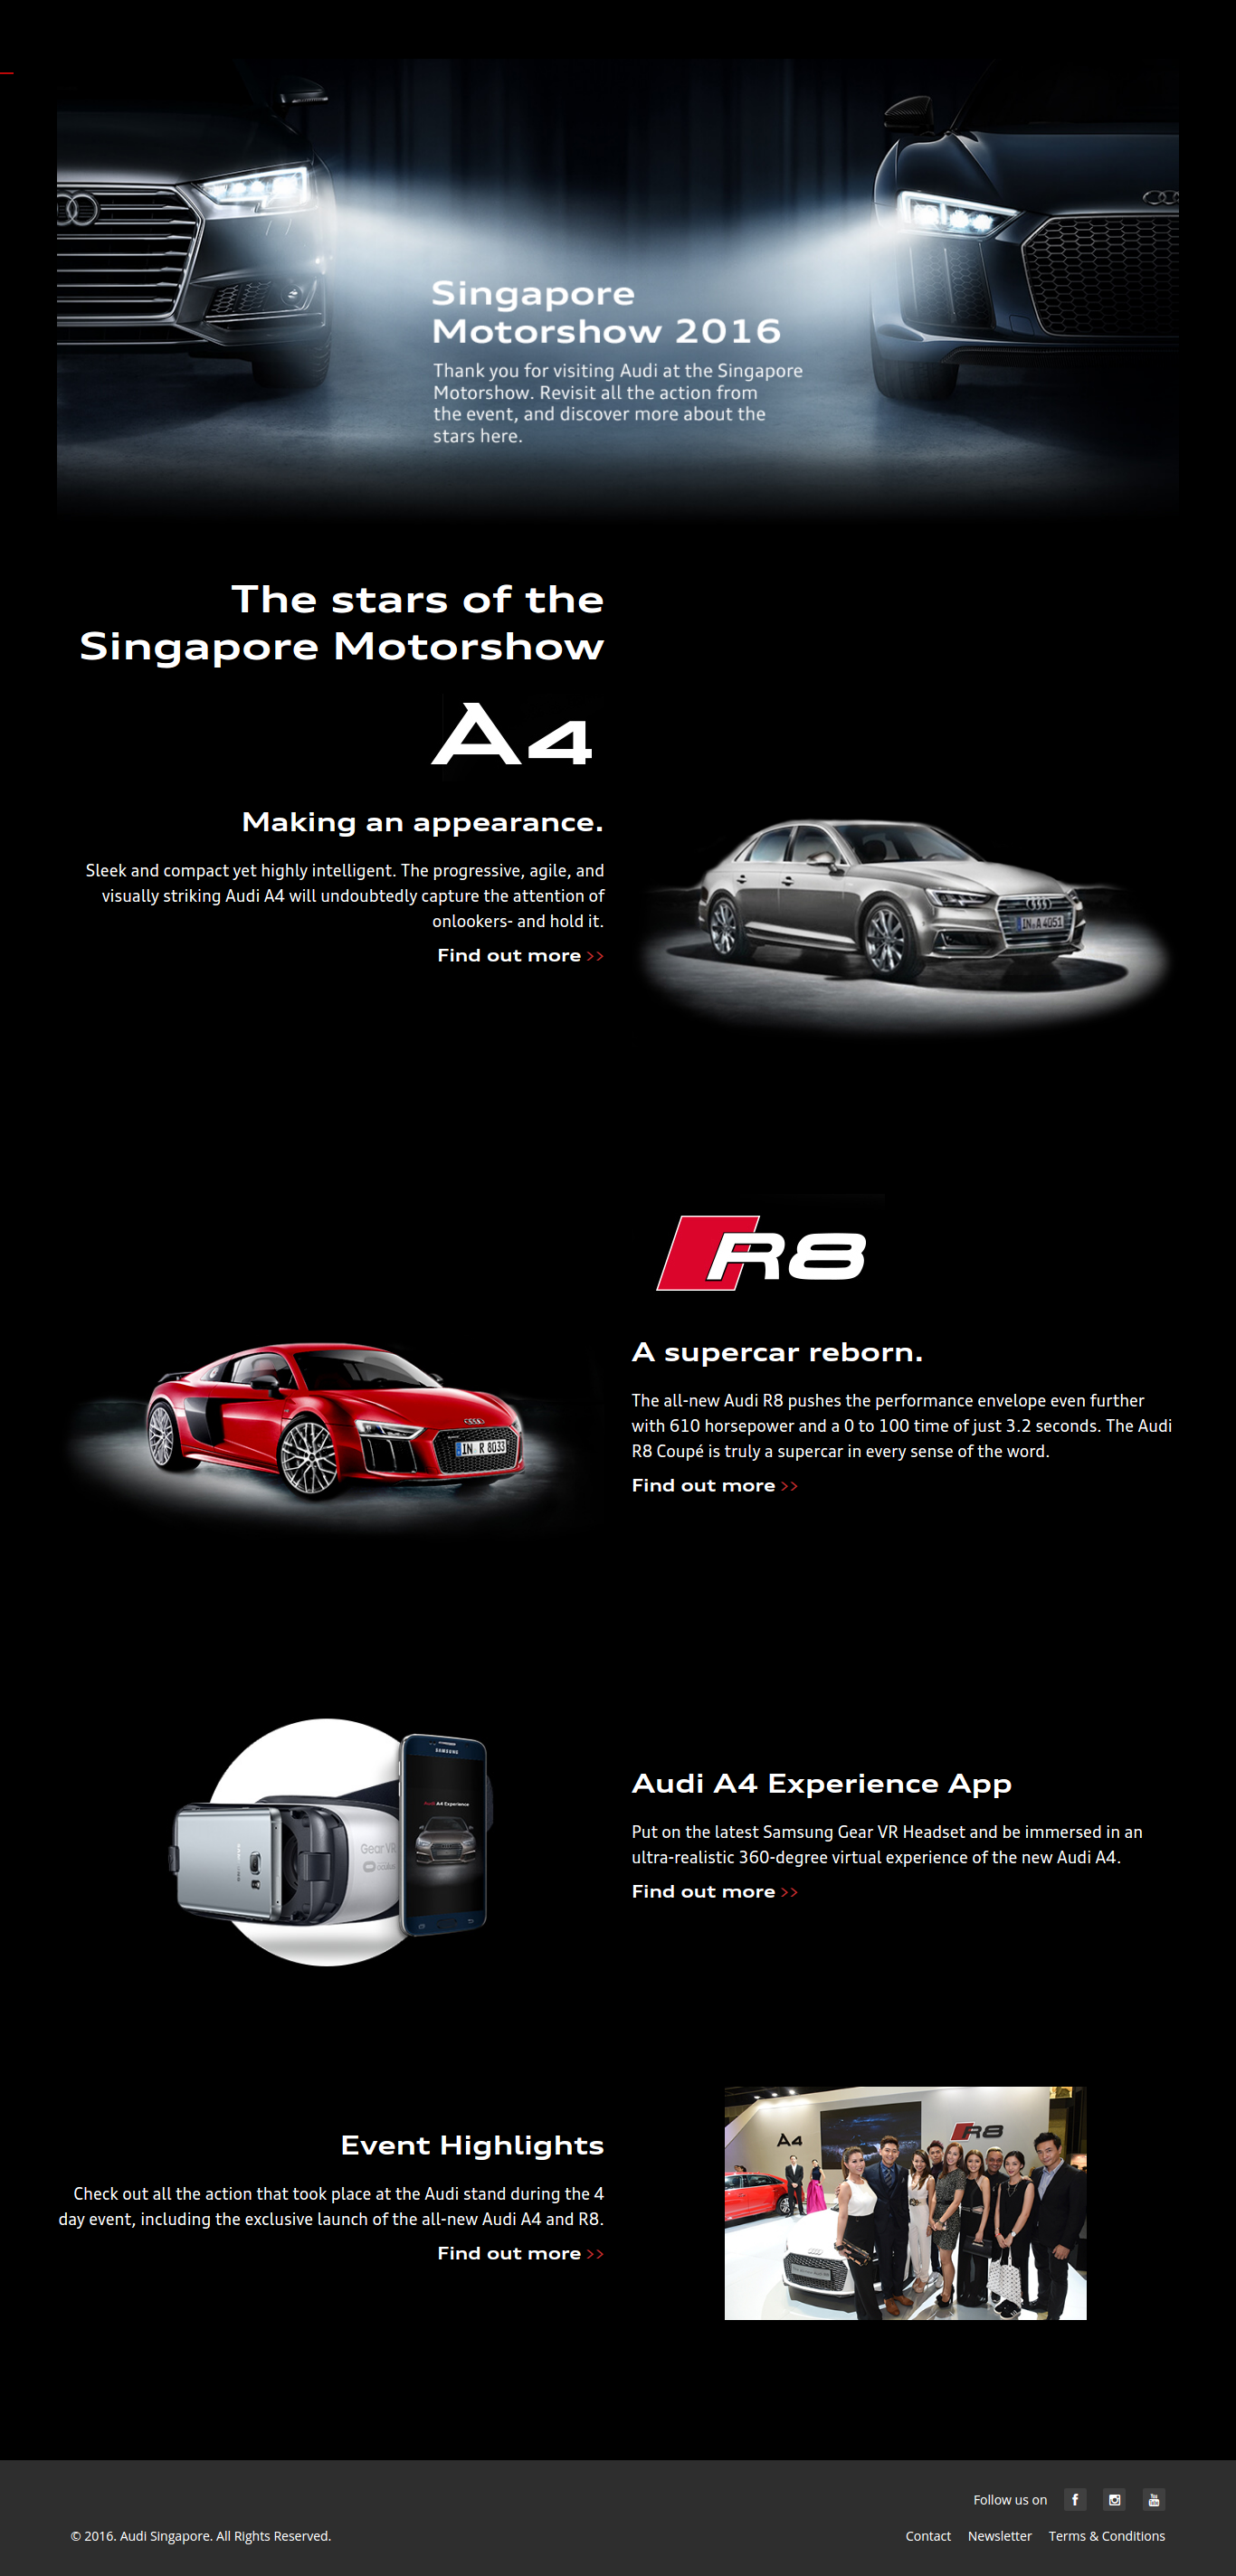 Singapore
Motorshow 2016
Thank you for visiting Audi at the Singapore
Motorshow. Revisit all the action from
the event, and discover more about the
stars here.
The stars of the
Singapore Motorshow
A4
Making an appearance.
Sleek and compact yet highly intelligent. The progressive, agile, and
visually striking Audi A4 will undoubtedly capture the attention of
onlookers- and hold it.
Find out more >>
IN A 4051
R8
A supercar reborn.
The all-new Audi R8 pushes the performance envelope even further
with 610 horsepower and a 0 to 100 time of just 3.2 seconds. The Audi
R8 Coupé is truly a supercar in every sense of the word.
Find out more >>
IN R 8033
SAMSUNG
Audi A4 Experience
Gear VR
oculus
Audi A4 Experience App
Put on the latest Samsung Gear VR Headset and be immersed in an
ultra-realistic 360-degree virtual experience of the new Audi A4.
Find out more >>
Event Highlights
Check out all the action that took place at the Audi stand during the 4
day event, including the exclusive launch of the all-new Audi A4 and R8.
Find out more >>
A4
R8
Follow us on
f
You
Tube
© 2016. Audi Singapore. All Rights Reserved.
Contact Newsletter Terms & Conditions